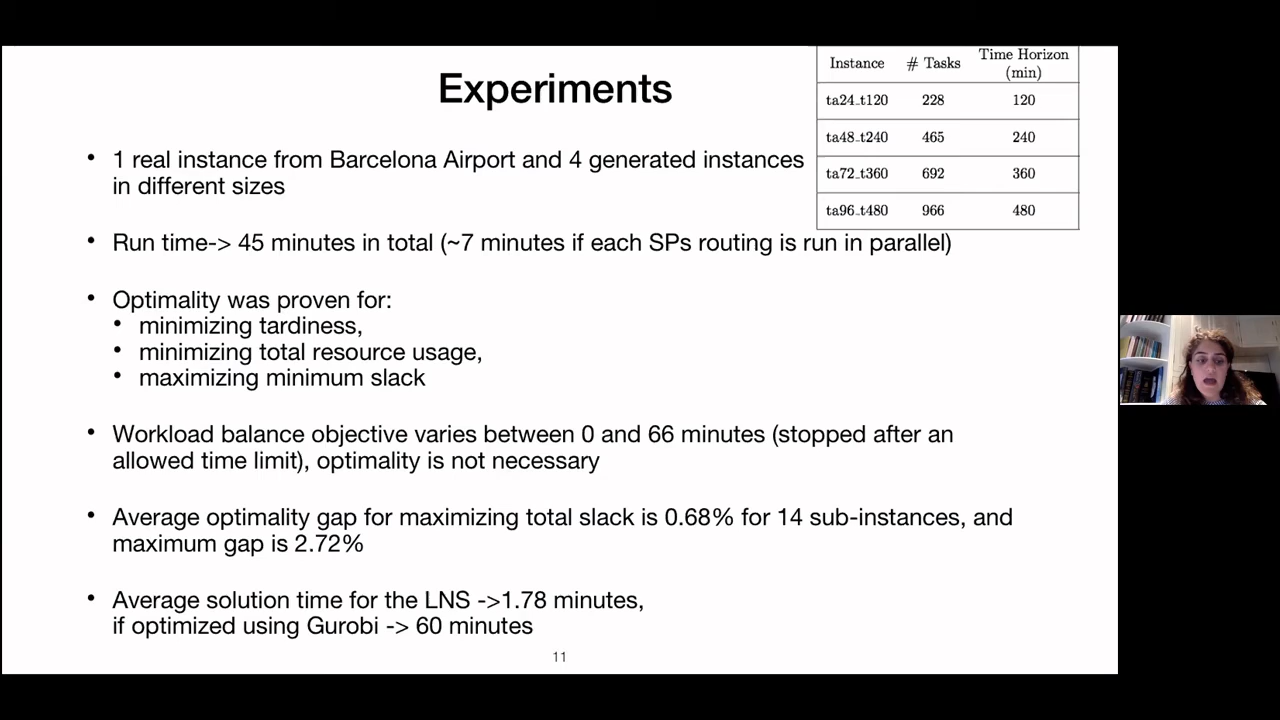 Experiments
Instance # Tasks Time Horizon (min)
ta24_t120 228 120
ta48_t240 465 240
ta72_t360 692 360
ta96_t480 966 480
• 1 real instance from Barcelona Airport and 4 generated instances
in different sizes
• Run time-> 45 minutes in total (~7 minutes if each SPs routing is run in parallel)
• Optimality was proven for:
• minimizing tardiness,
• minimizing total resource usage,
• maximizing minimum slack
• Workload balance objective varies between 0 and 66 minutes (stopped after an
allowed time limit), optimality is not necessary
• Average optimality gap for maximizing total slack is 0.68% for 14 sub-instances, and
maximum gap is 2.72%
• Average solution time for the LNS ->1.78 minutes,
if optimized using Gurobi -> 60 minutes
11